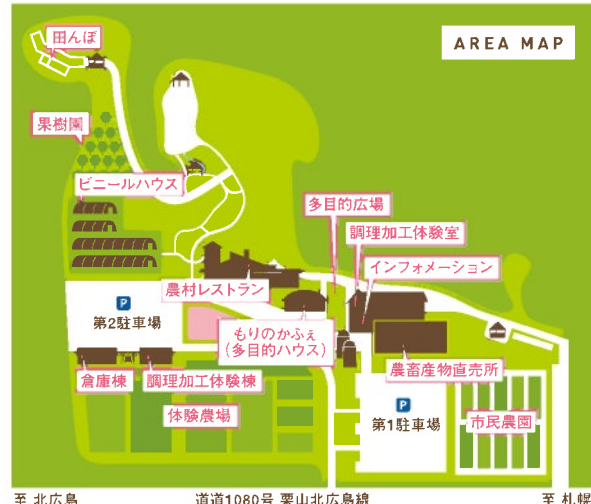 田んぼ
AREA MAP
果樹園
ビニールハウス
多目的広場
調理加工体験室
インフォメーション
農村レストラン
P
第2駐車場
もりのかふぇ
(多目的ハウス)
農畜産物直売所
倉庫棟
調理加工体験棟
体験農場
P
第1駐車場
市民農園
至 北広島
道道1080号 栗山北広島線
至 札幌